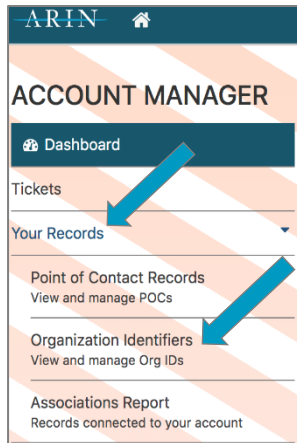 ARIN
ACCOUNT MANAGER
Dashboard
Tickets
Your Records
Point of Contact Records
View and manage POCs
Organization Identifiers
View and manage Org IDs
Associations Report
Records connected to your account